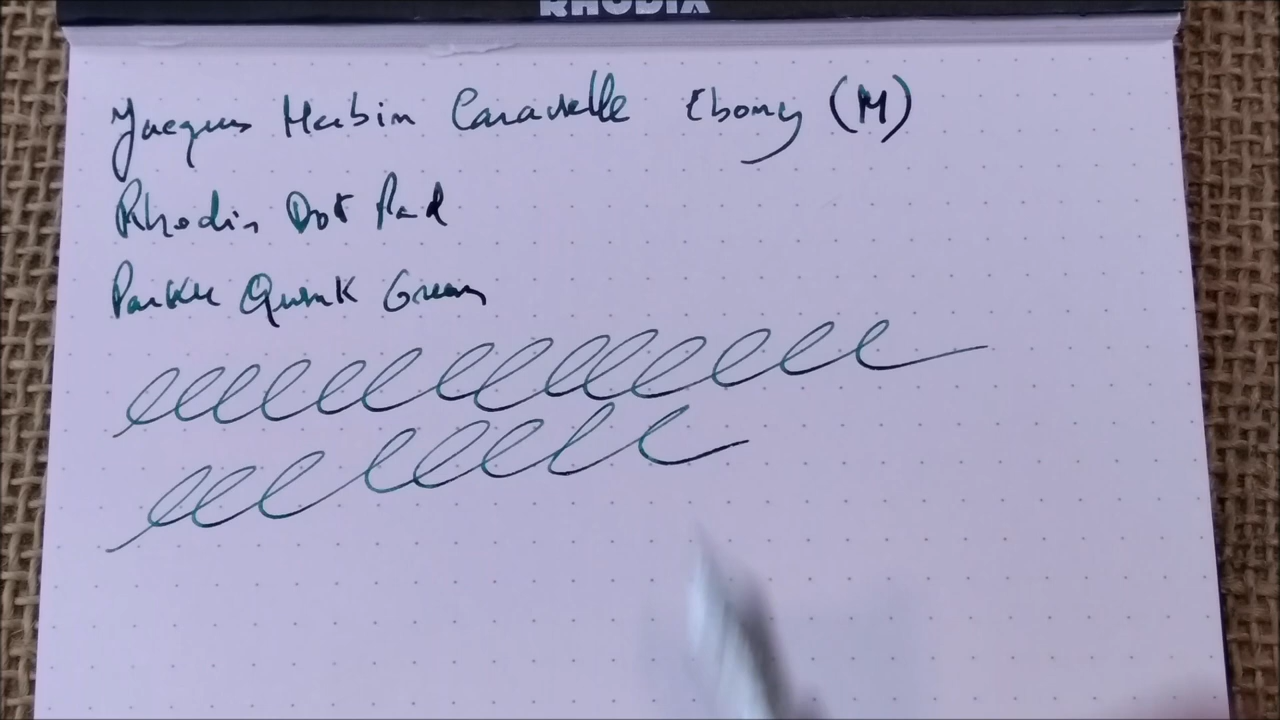 RHODIA
Jacques Herbin Caravelle Ebony (M)
Rhodia Dot Pad
Parker Quink Green